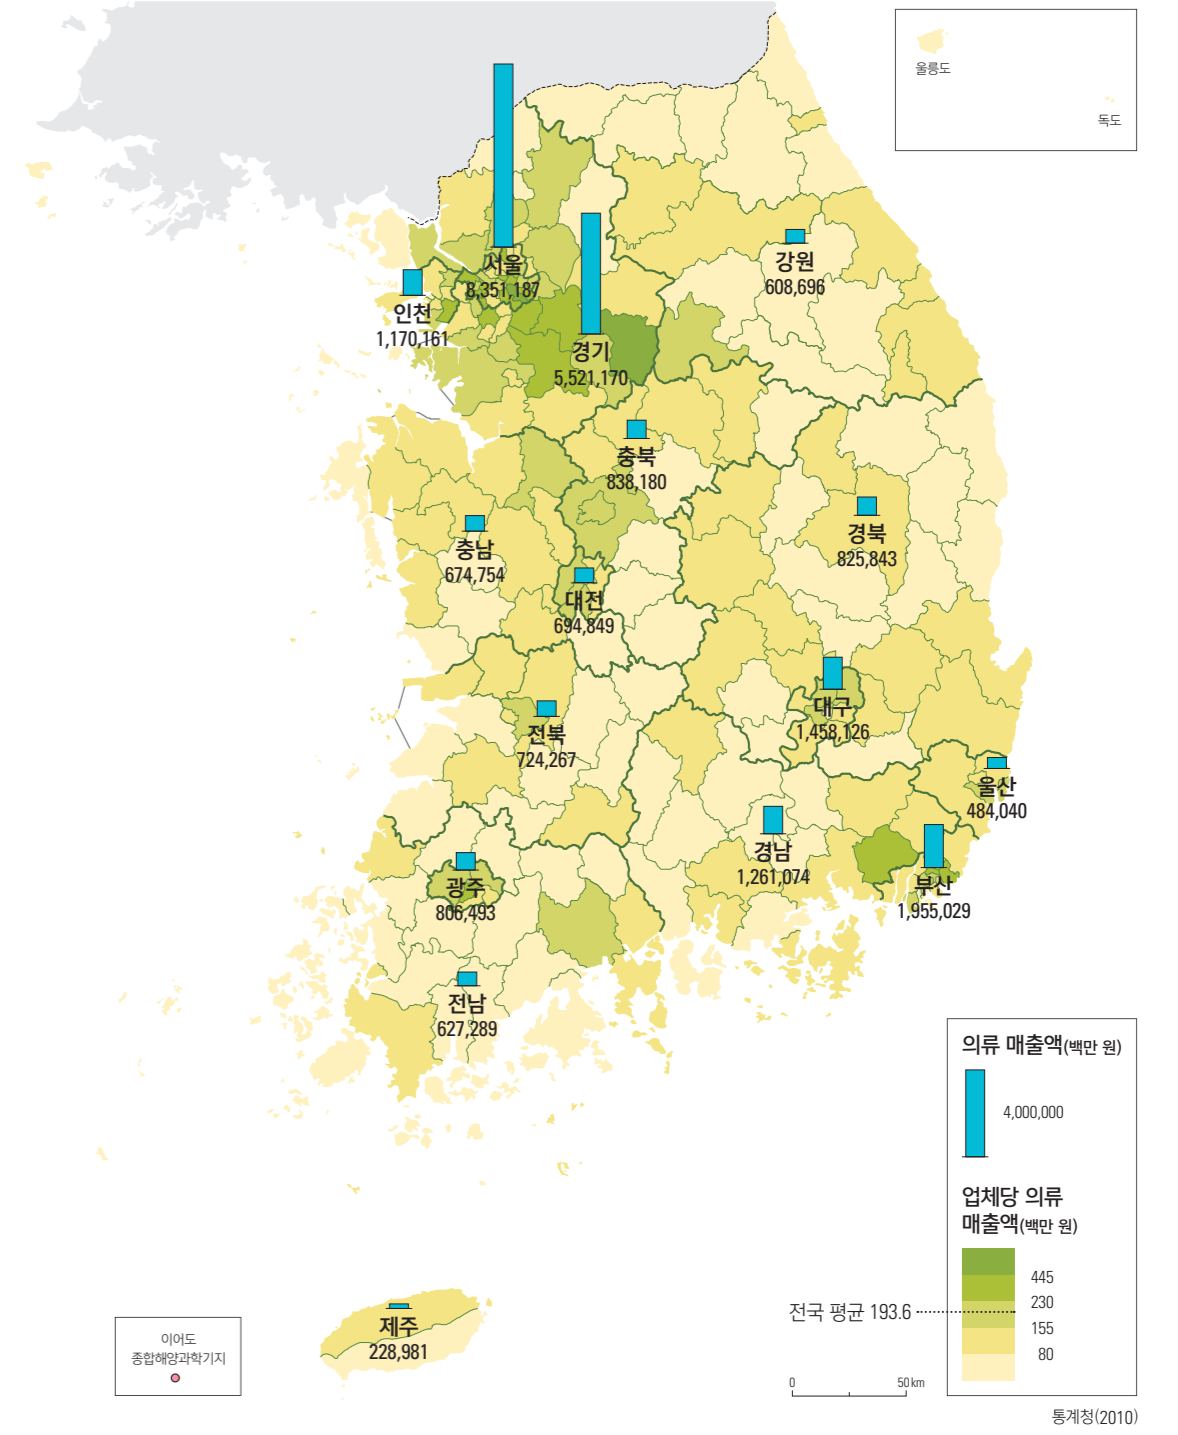 울릉도
독도
서울
8,351,187
강원
608,696
인천
1,170,161
경기
5,521,170
충북
838,180
경북
825,843
충남
674,754
대전
694,849
대구
1,458,126
전북
724,267
울산
484,040
경남
1,261,074
부산
1,955,029
광주
806,493
전남
627,289
제주
228,981
이어도
종합해양과학기지
의류 매출액(백만 원)
4,000,000
업체당 의류
매출액(백만 원)
445
230
전국 평균 193.6
155
80
0 50 km
통계청(2010)